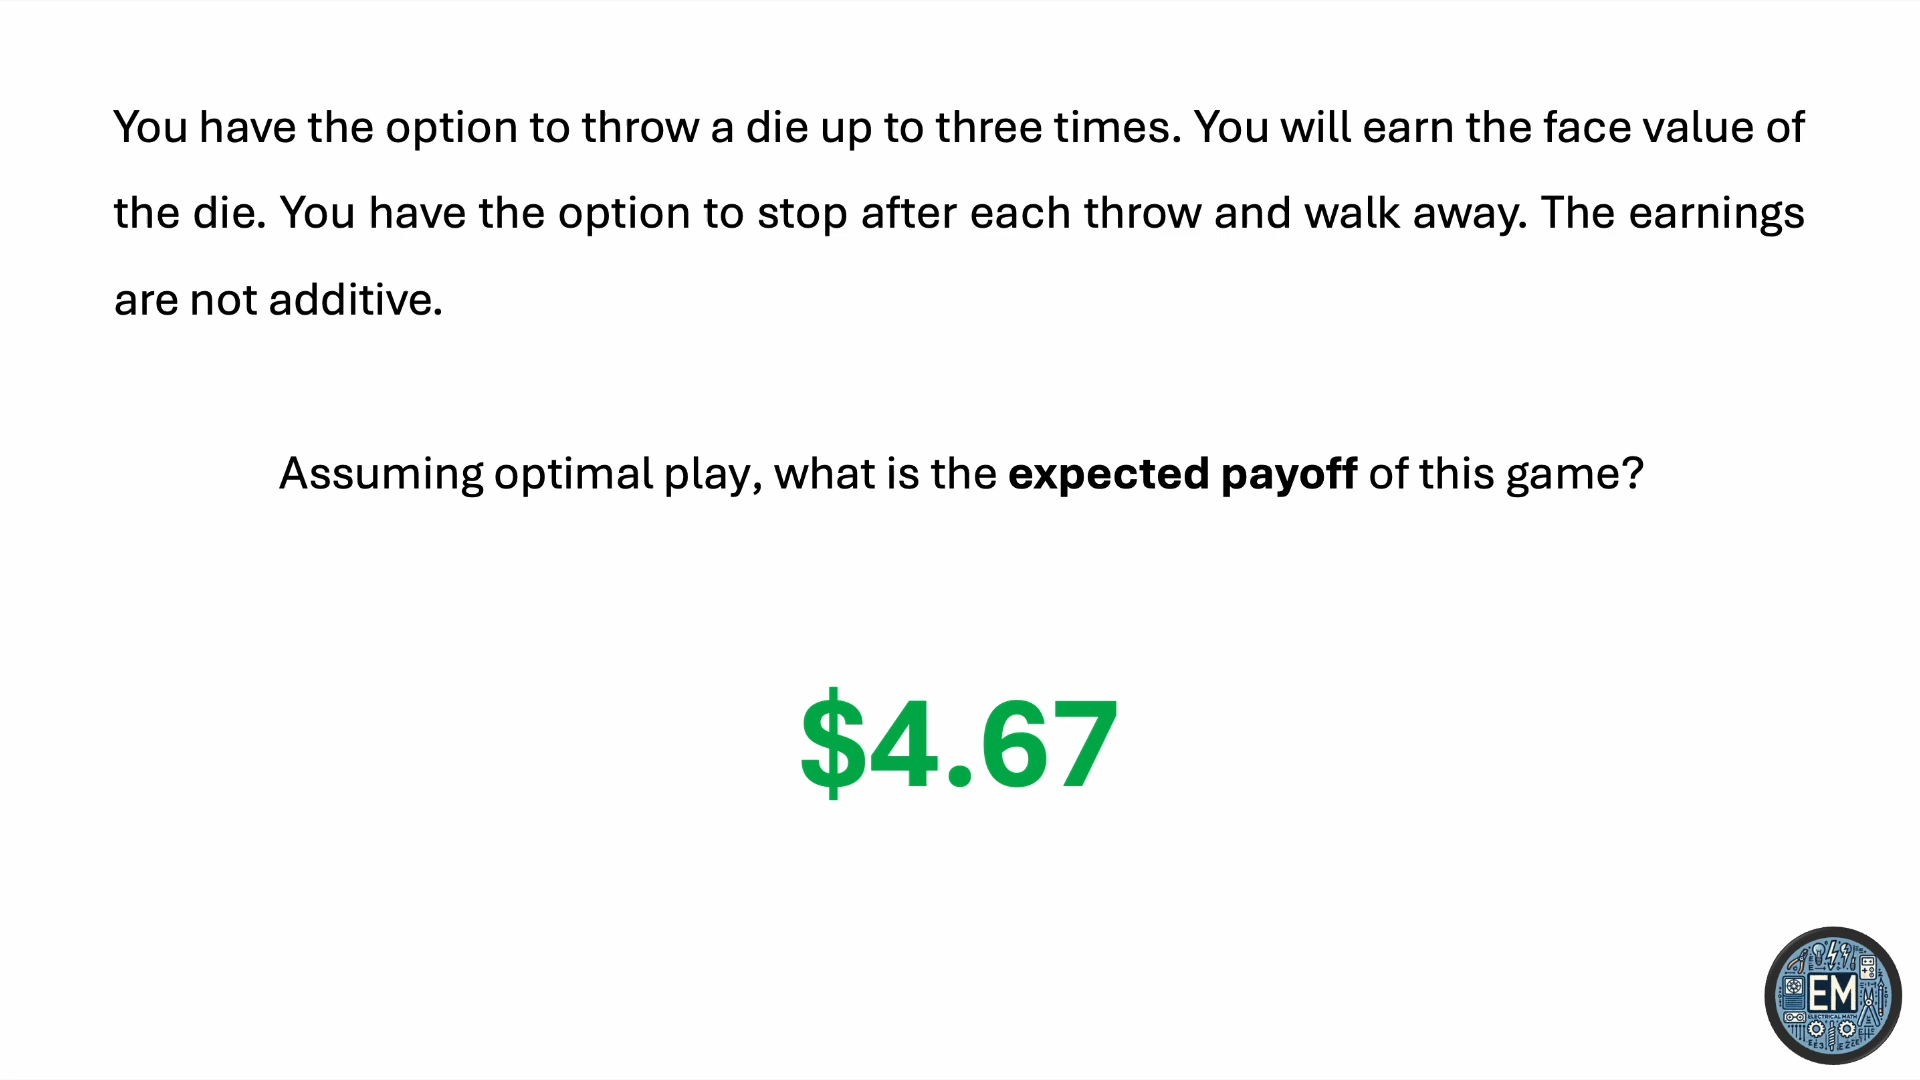 You have the option to throw a die up to three times. You will earn the face value of
the die. You have the option to stop after each throw and walk away. The earnings
are not additive.
Assuming optimal play, what is the expected payoff of this game?
$4.67
EM
ELECTRICAL MATH